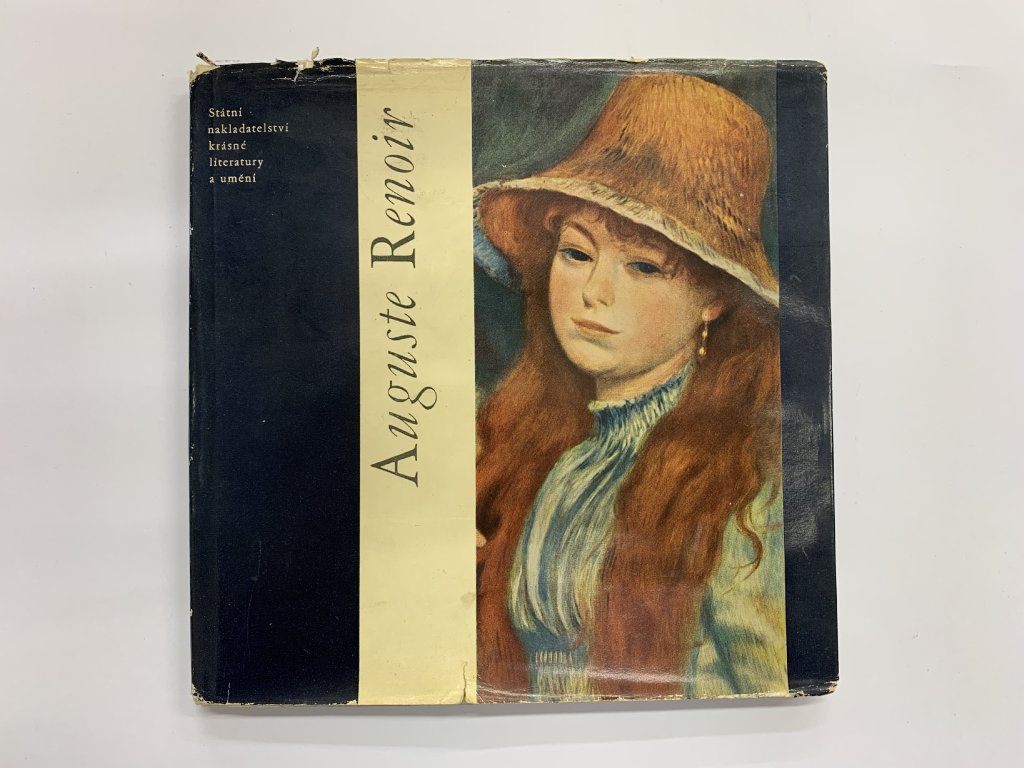 Státní
nakladatelství
krásné
literatury
a umění
Auguste Renoir